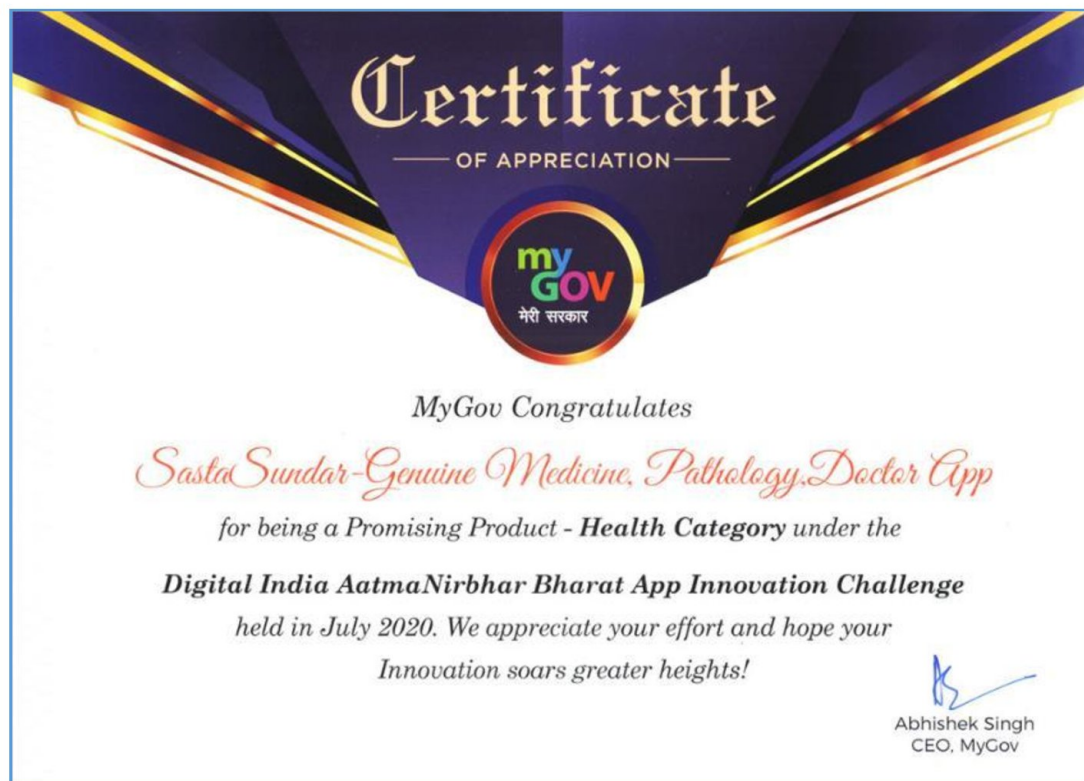 Certificate
OF APPRECIATION
my
GOV
मेरी सरकार
MyGov Congratulates
SastaSundar-Genuine Medicine, Pathology,Doctor App
for being a Promising Product - Health Category under the
Digital India AatmaNirbhar Bharat App Innovation Challenge
held in July 2020. We appreciate your effort and hope your
Innovation soars greater heights!
Abhishek Singh
CEO, MyGov